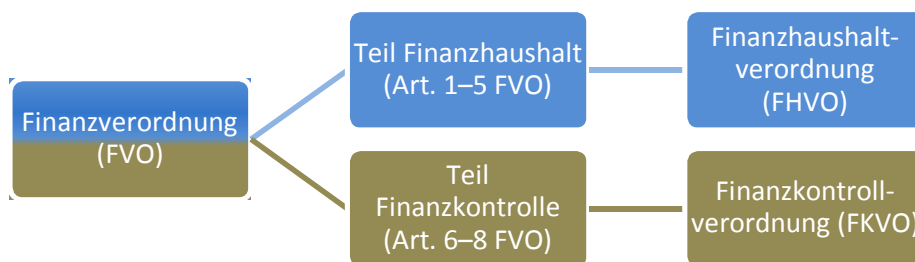 Finanzverordnung
(FVO)
Teil Finanzhaushalt
(Art. 1–5 FVO)
Finanzhaushalt-
verordnung
(FHVO)
Teil
Finanzkontrolle
(Art. 6–8 FVO)
Finanzkontroll-
verordnung (FKVO)